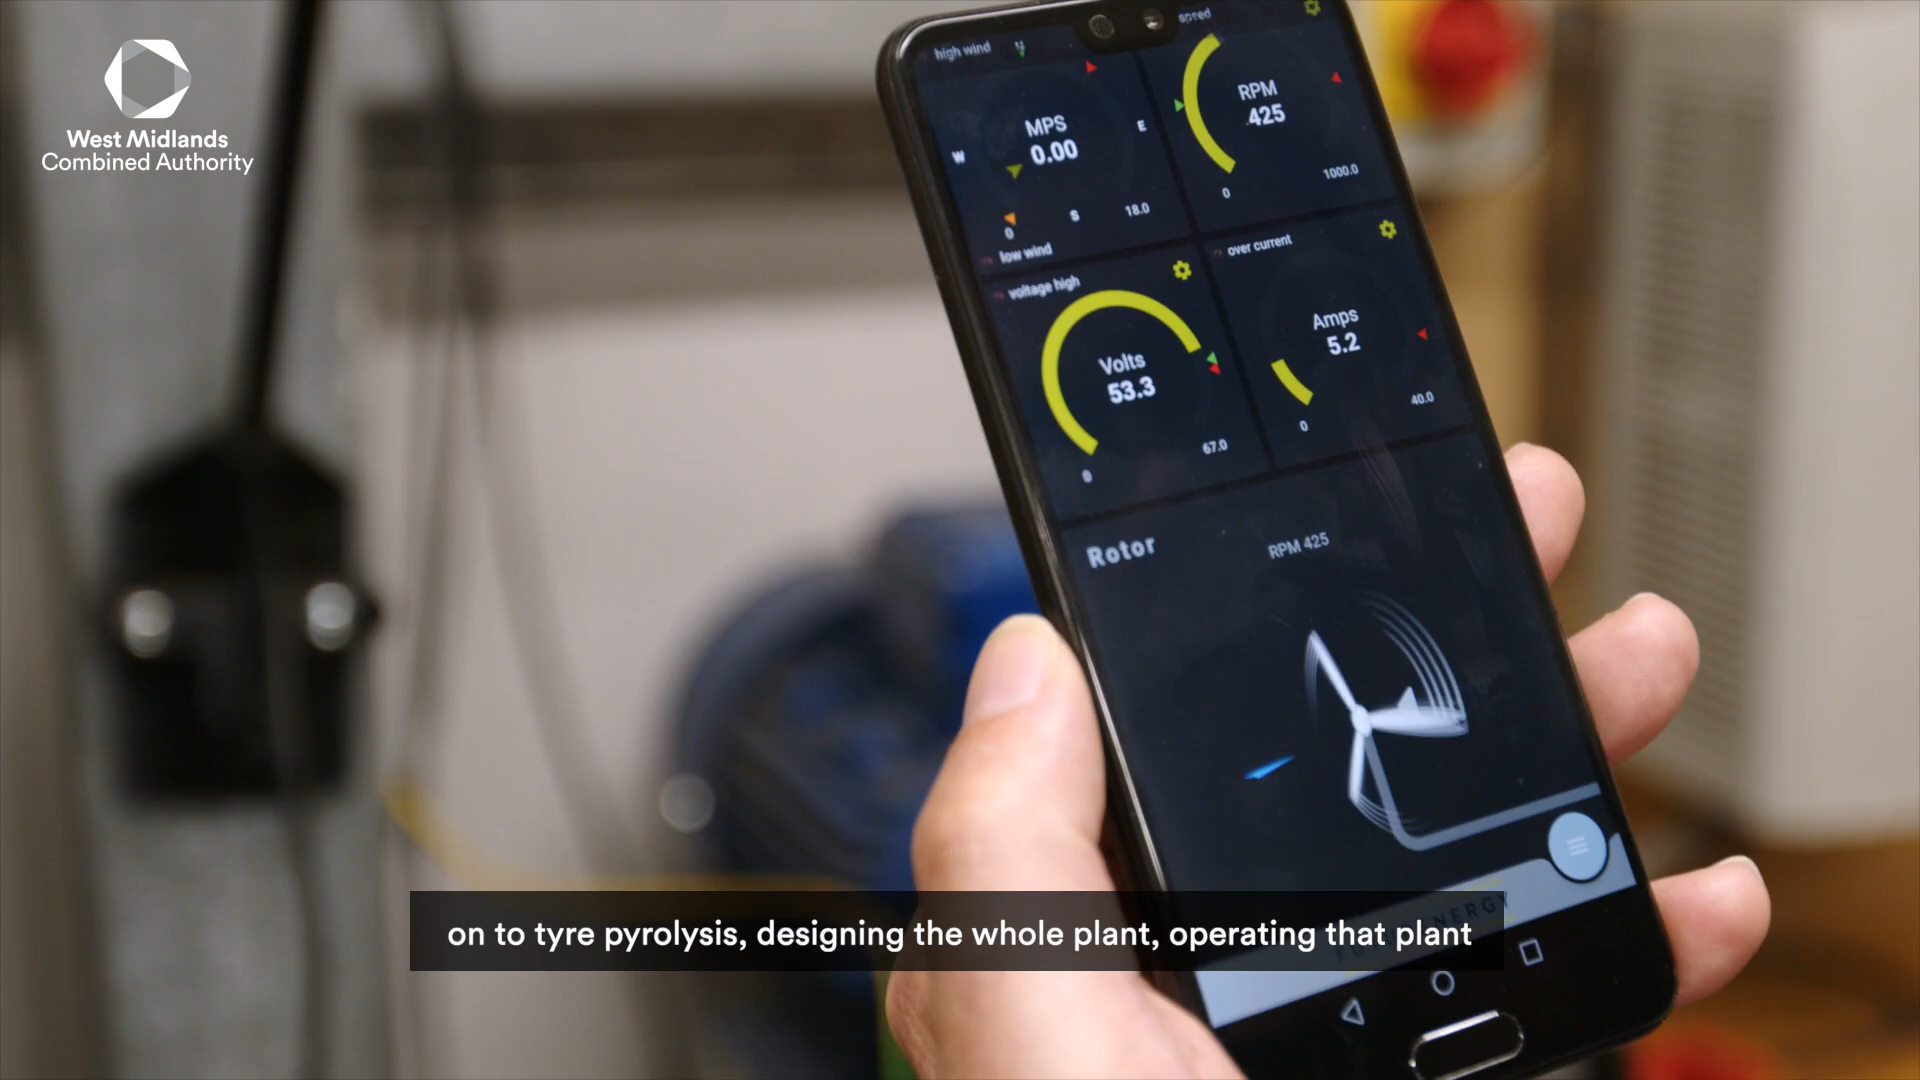 West Midlands
Combined Authority
high wind
N
speed
MPS
0.00
W
E
S
0
18.0
low wind
RPM
425
0
1000.0
voltage high
Volts
53.3
0
67.0
over current
Amps
5.2
0
40.0
Rotor
RPM 425
ENERGY
on to tyre pyrolysis, designing the whole plant, operating that plant